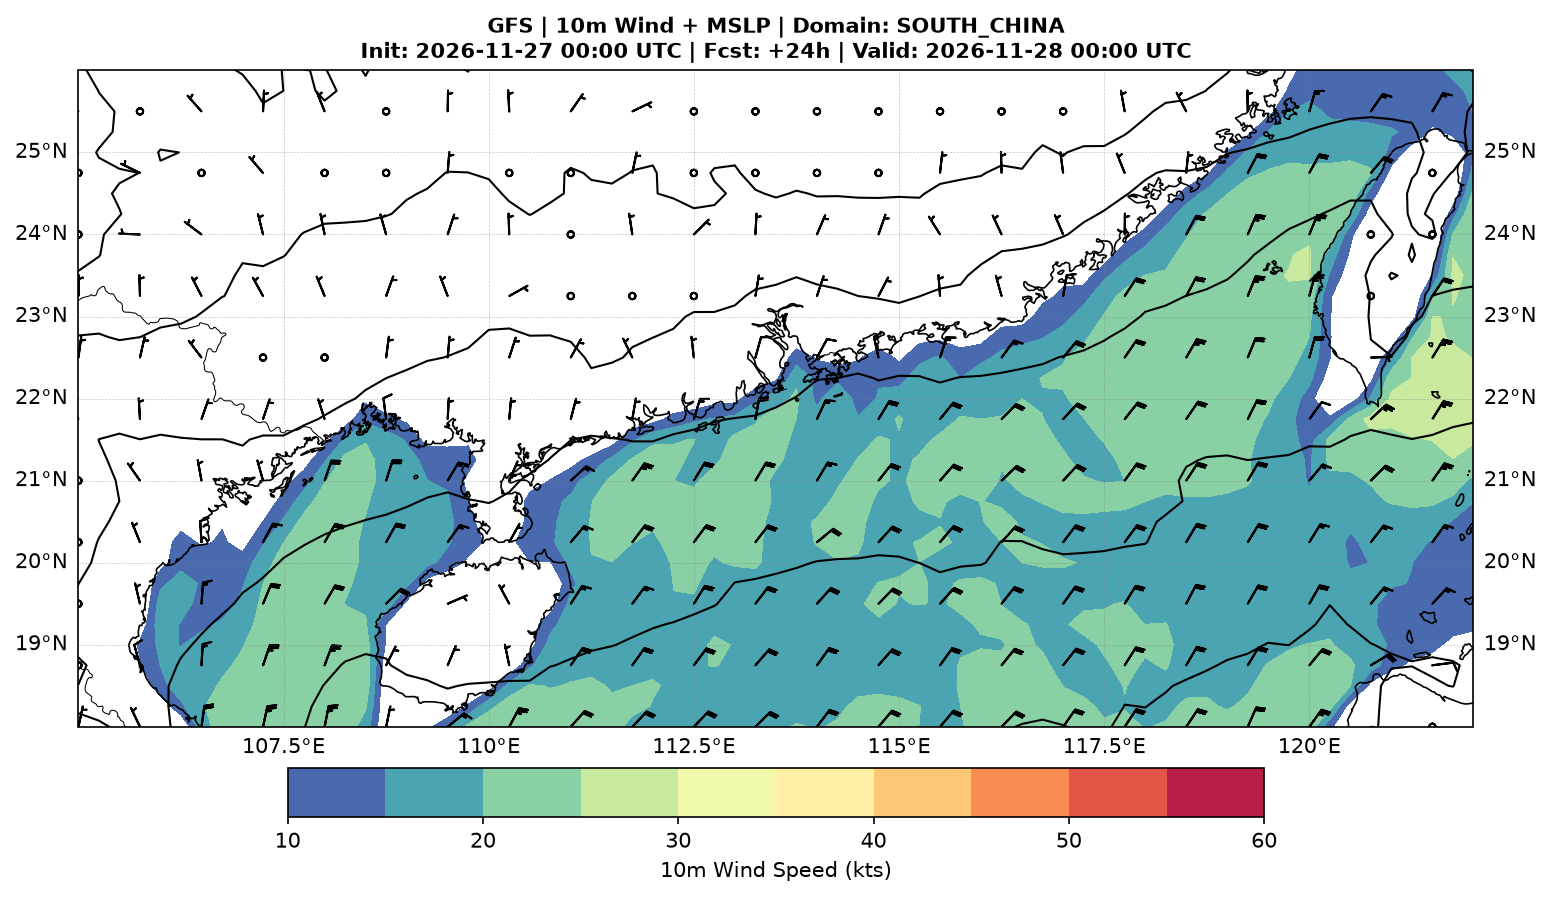 GFS | 10m Wind + MSLP | Domain: SOUTH_CHINA
Init: 2026-11-27 00:00 UTC | Fcst: +24h | Valid: 2026-11-28 00:00 UTC
25°N 25°N
24°N 24°N
23°N 23°N
22°N 22°N
21°N 21°N
20°N 20°N
19°N 19°N
107.5°E 110°E 112.5°E 115°E 117.5°E 120°E
10 20 30 40 50 60
10m Wind Speed (kts)